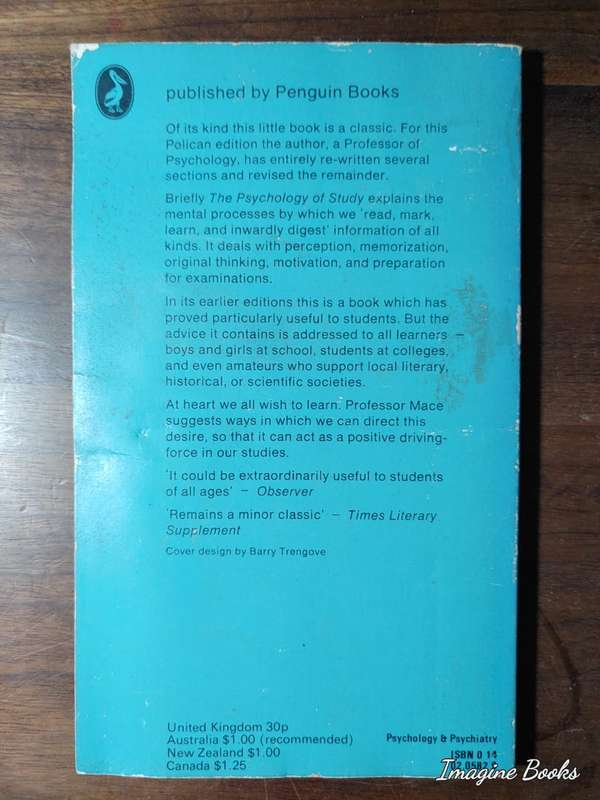 published by Penguin Books
Of its kind this little book is a classic. For this
Pelican edition the author, a Professor of
Psychology, has entirely re-written several
sections and revised the remainder.
Briefly The Psychology of Study explains the
mental processes by which we 'read, mark,
learn, and inwardly digest' information of all
kinds. It deals with perception, memorization,
original thinking, motivation, and preparation
for examinations.
In its earlier editions this is a book which has
proved particularly useful to students. But the
advice it contains is addressed to all learners –
boys and girls at school, students at colleges,
and even amateurs who support local literary,
historical, or scientific societies.
At heart we all wish to learn. Professor Mace
suggests ways in which we can direct this
desire, so that it can act as a positive driving-
force in our studies.
'It could be extraordinarily useful to students
of all ages' – Observer
'Remains a minor classic' – Times Literary
Supplement
Cover design by Barry Trengove
United Kingdom 30p
Australia $1.00 (recommended)
New Zealand $1.00
Canada $1.25
Psychology & Psychiatry
ISBN 0 14
Imagine Books